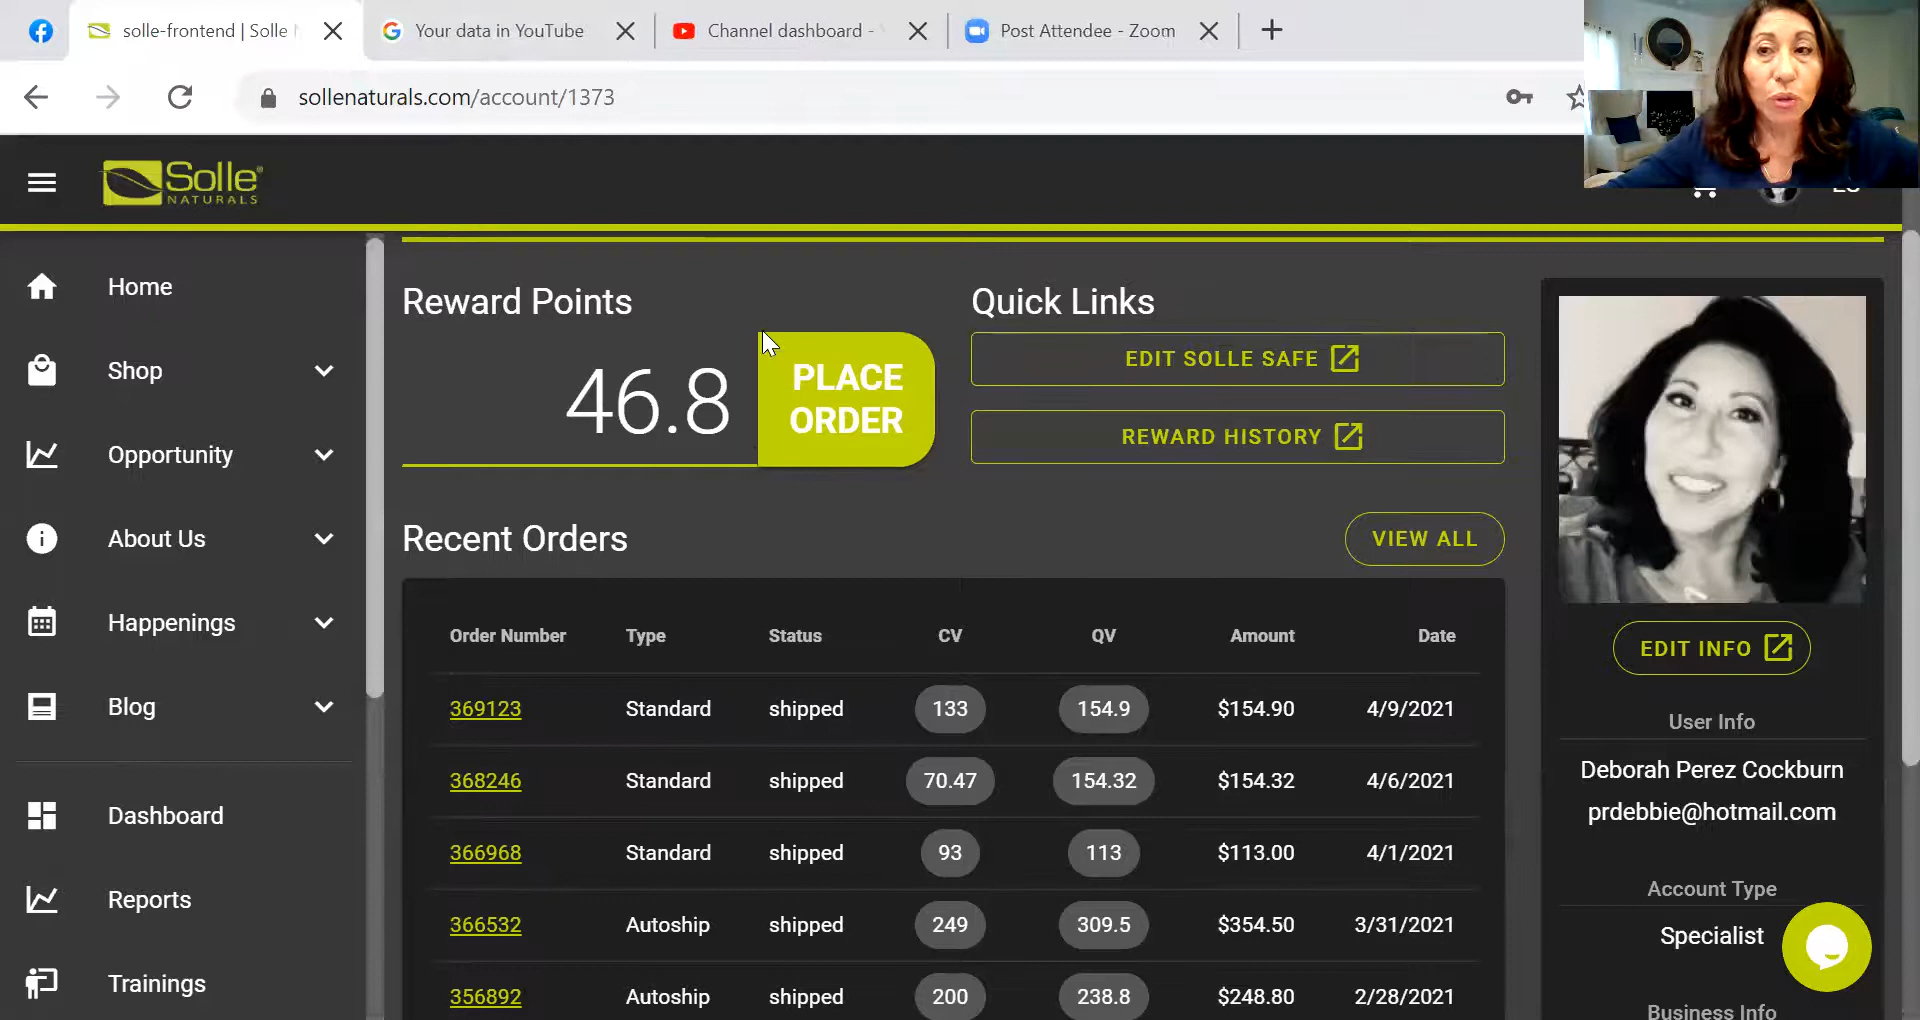 solle-frontend | Solle
Your data in YouTube
Channel dashboard -
Post Attendee - Zoom
sollenaturals.com/account/1373
Solle
NATURALS
Home
Shop
Opportunity
About Us
Happenings
Blog
Dashboard
Reports
Trainings
Reward Points
46.8
PLACE
ORDER
Quick Links
EDIT SOLLE SAFE
REWARD HISTORY
Recent Orders
VIEW ALL
Order Number Type Status CV QV Amount Date
369123 Standard shipped 133 154.9 $154.90 4/9/2021
368246 Standard shipped 70.47 154.32 $154.32 4/6/2021
366968 Standard shipped 93 113 $113.00 4/1/2021
366532 Autoship shipped 249 309.5 $354.50 3/31/2021
356892 Autoship shipped 200 238.8 $248.80 2/28/2021
EDIT INFO
User Info
Deborah Perez Cockburn
prdebbie@hotmail.com
Account Type
Specialist
Business Info